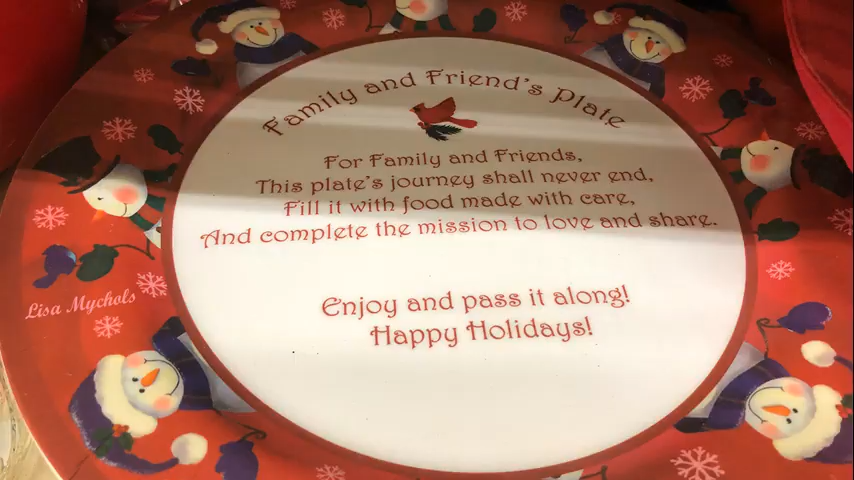 Family and Friend's Plate
For Family and Friends,
This plate's journey shall never end,
Fill it with food made with care,
And complete the mission to love and share.
Enjoy and pass it along!
Happy Holidays!
Lisa Mychols